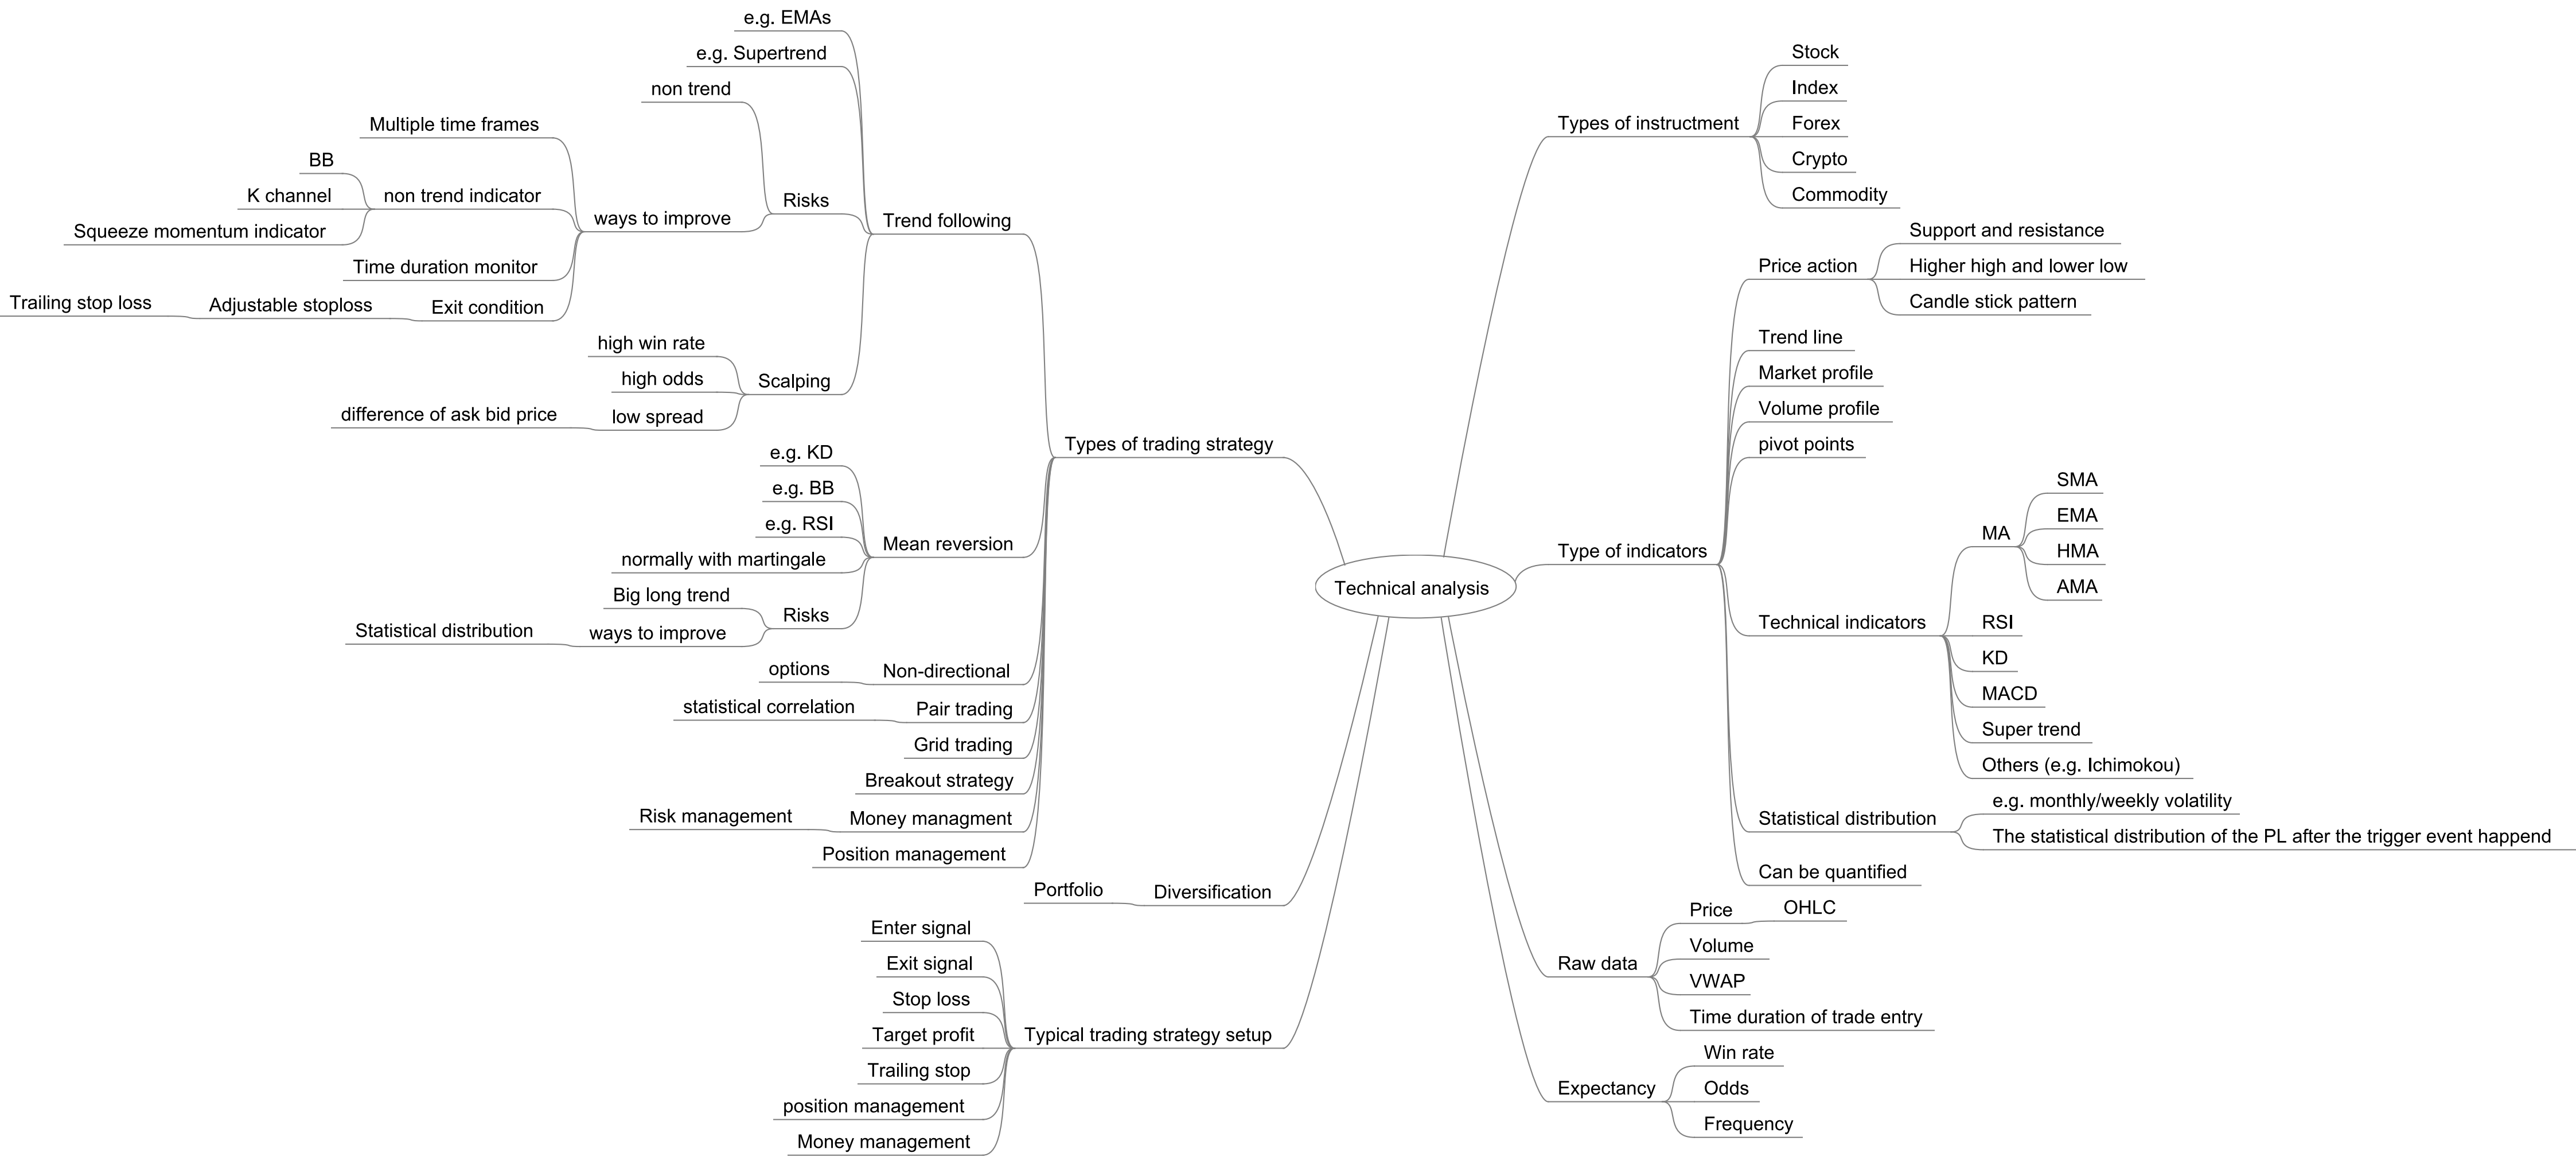 Technical analysis
Types of instructment
Stock
Index
Forex
Crypto
Commodity
Type of indicators
Price action
Support and resistance
Higher high and lower low
Candle stick pattern
Trend line
Market profile
Volume profile
pivot points
Technical indicators
MA
SMA
EMA
HMA
AMA
RSI
KD
MACD
Super trend
Others (e.g. Ichimokou)
Statistical distribution
e.g. monthly/weekly volatility
The statistical distribution of the PL after the trigger event happend
Can be quantified
Raw data
Price
OHLC
Volume
VWAP
Time duration of trade entry
Expectancy
Win rate
Odds
Frequency
Types of trading strategy
Trend following
e.g. EMAs
e.g. Supertrend
Risks
non trend
ways to improve
Multiple time frames
non trend indicator
BB
K channel
Squeeze momentum indicator
Time duration monitor
Exit condition
Adjustable stoploss
Trailing stop loss
Scalping
high win rate
high odds
low spread
difference of ask bid price
Mean reversion
e.g. KD
e.g. BB
e.g. RSI
normally with martingale
Risks
Big long trend
ways to improve
Statistical distribution
Non-directional
options
Pair trading
statistical correlation
Grid trading
Breakout strategy
Money managment
Risk management
Position management
Diversification
Portfolio
Typical trading strategy setup
Enter signal
Exit signal
Stop loss
Target profit
Trailing stop
position management
Money management